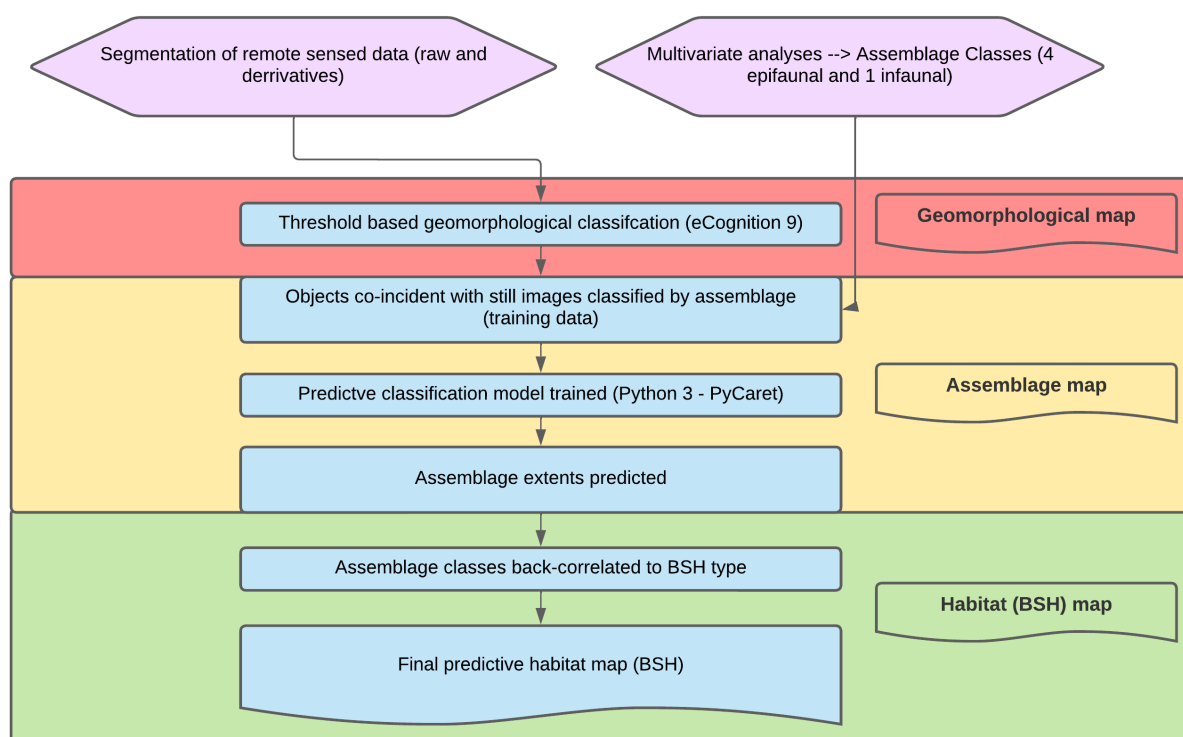 Segmentation of remote sensed data (raw and
derrivatives)
Multivariate analyses --> Assemblage Classes (4
epifaunal and 1 infaunal)
Threshold based geomorphological classifcation (eCognition 9)
Geomorphological map
Objects co-incident with still images classified by assemblage
(training data)
Predictve classification model trained (Python 3 - PyCaret)
Assemblage map
Assemblage extents predicted
Assemblage classes back-correlated to BSH type
Habitat (BSH) map
Final predictive habitat map (BSH)